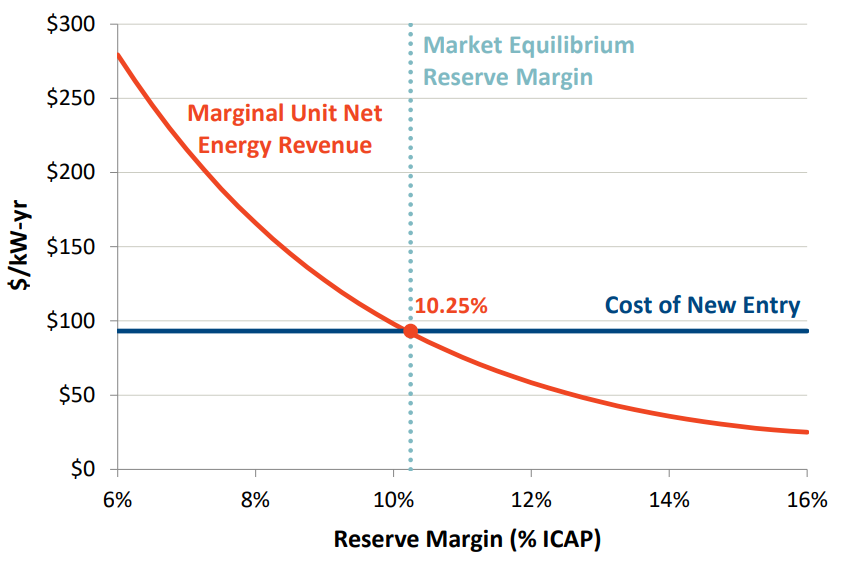 $300
$250
$200
$150
$100
$50
$0
$/kW-yr
Market Equilibrium
Reserve Margin
Marginal Unit Net
Energy Revenue
10.25%
Cost of New Entry
6%
8%
10%
12%
14%
16%
Reserve Margin (% ICAP)